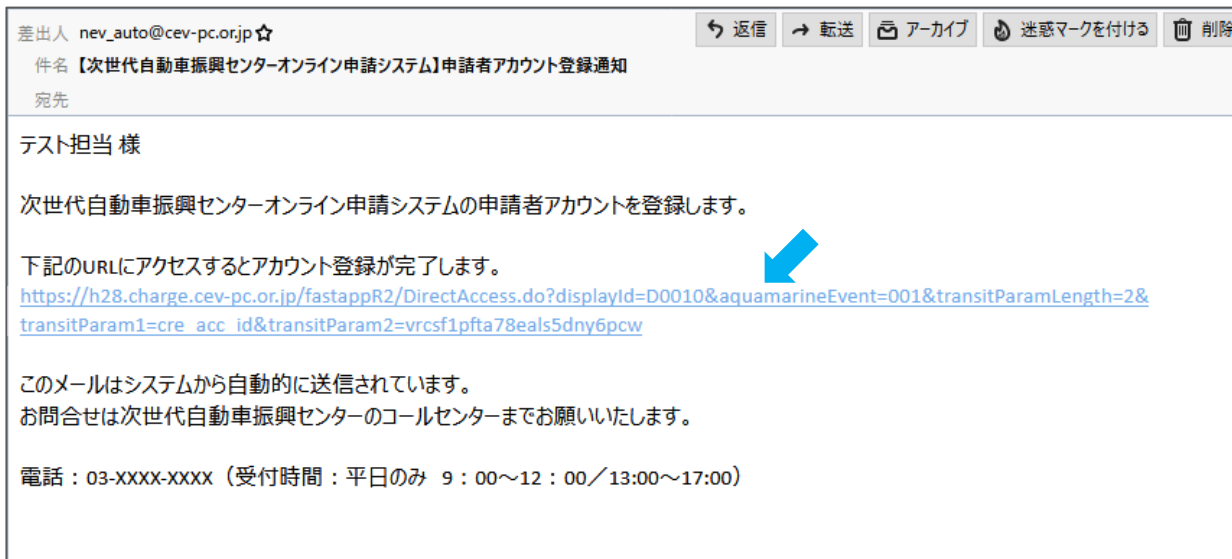 差出人 nev_auto@cev-pc.or.jp
返信 転送 アーカイブ 迷惑マークを付ける 削除
件名 【次世代自動車振興センターオンライン申請システム】申請者アカウント登録通知
宛先
テスト担当 様
次世代自動車振興センターオンライン申請システムの申請者アカウントを登録します。
下記のURLにアクセスするとアカウント登録が完了します。
https://h28.charge.cev-pc.or.jp/fastappR2/DirectAccess.do?displayId=D0010&aquamarineEvent=001&transitParamLength=2&
transitParam1=cre_acc_id&transitParam2=vrcsf1pfta78eals5dny6pcw
このメールはシステムから自動的に送信されています。
お問合せは次世代自動車振興センターのコールセンターまでお願いいたします。
電話：03-XXXX-XXXX（受付時間：平日のみ 9：00～12：00／13:00～17:00）